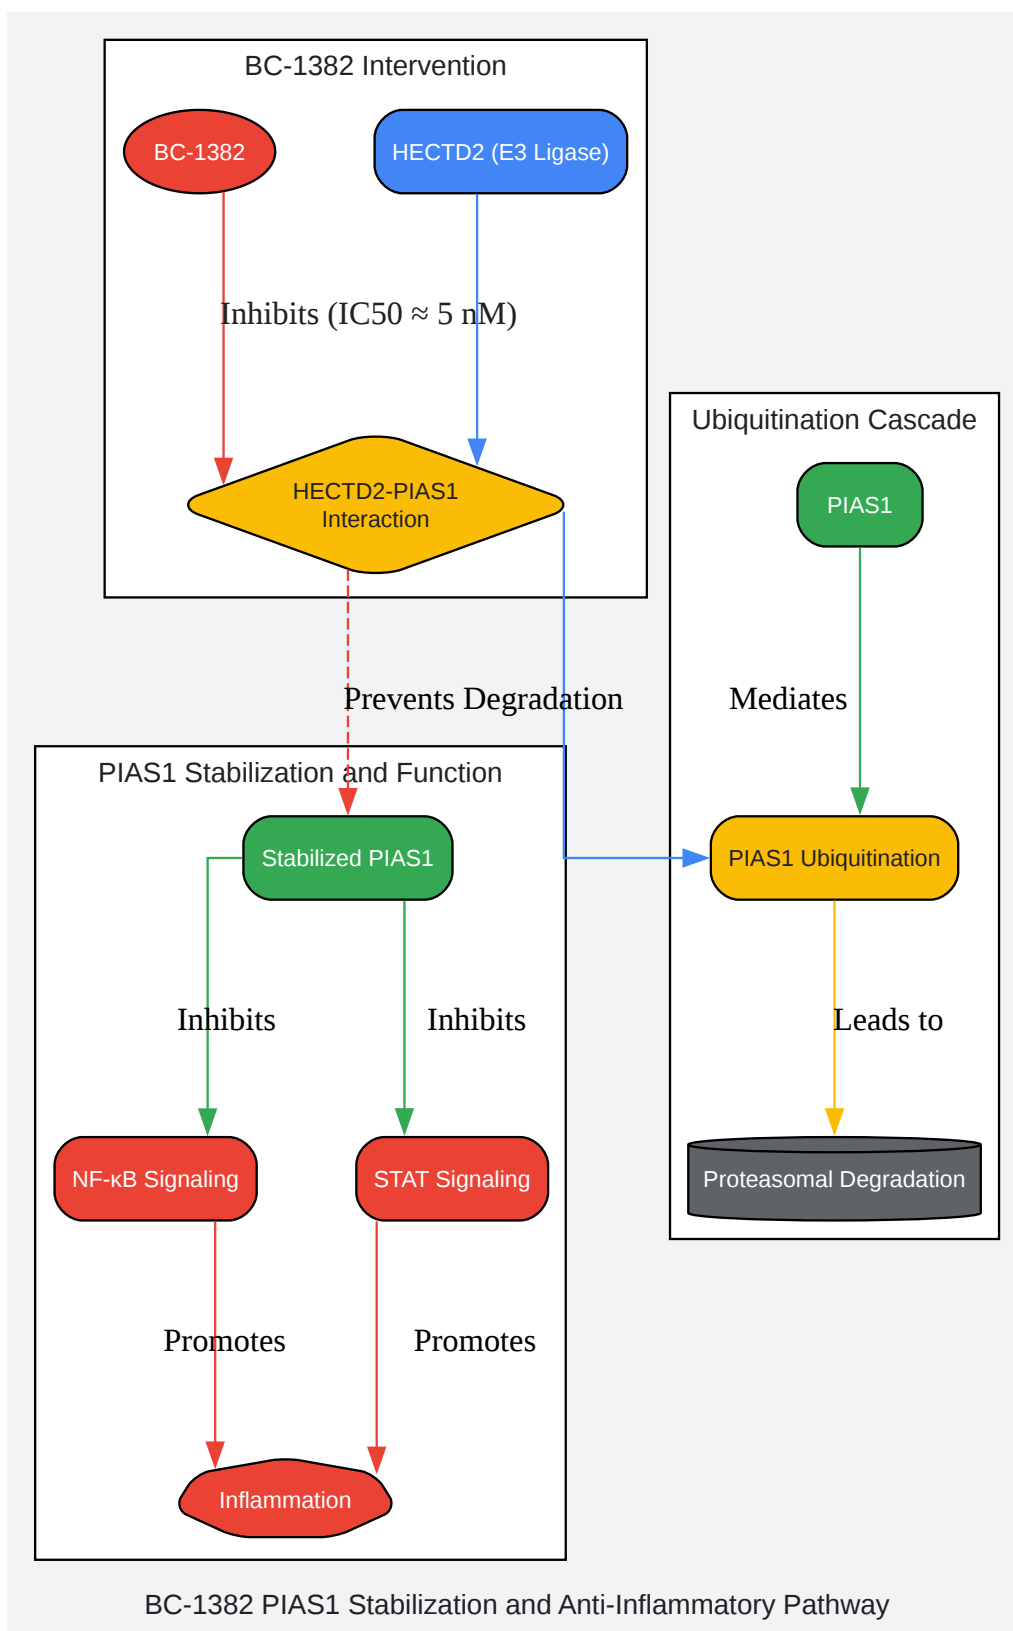 BC-1382 Intervention
BC-1382
HECTD2 (E3 Ligase)
Inhibits (IC50 ≈ 5 nM)
HECTD2-PIAS1
Interaction
Ubiquitination Cascade
PIAS1
Prevents Degradation
Mediates
PIAS1 Stabilization and Function
Stabilized PIAS1
PIAS1 Ubiquitination
Inhibits
Inhibits
Leads to
NF-κB Signaling
STAT Signaling
Proteasomal Degradation
Promotes
Promotes
Inflammation
BC-1382 PIAS1 Stabilization and Anti-Inflammatory Pathway